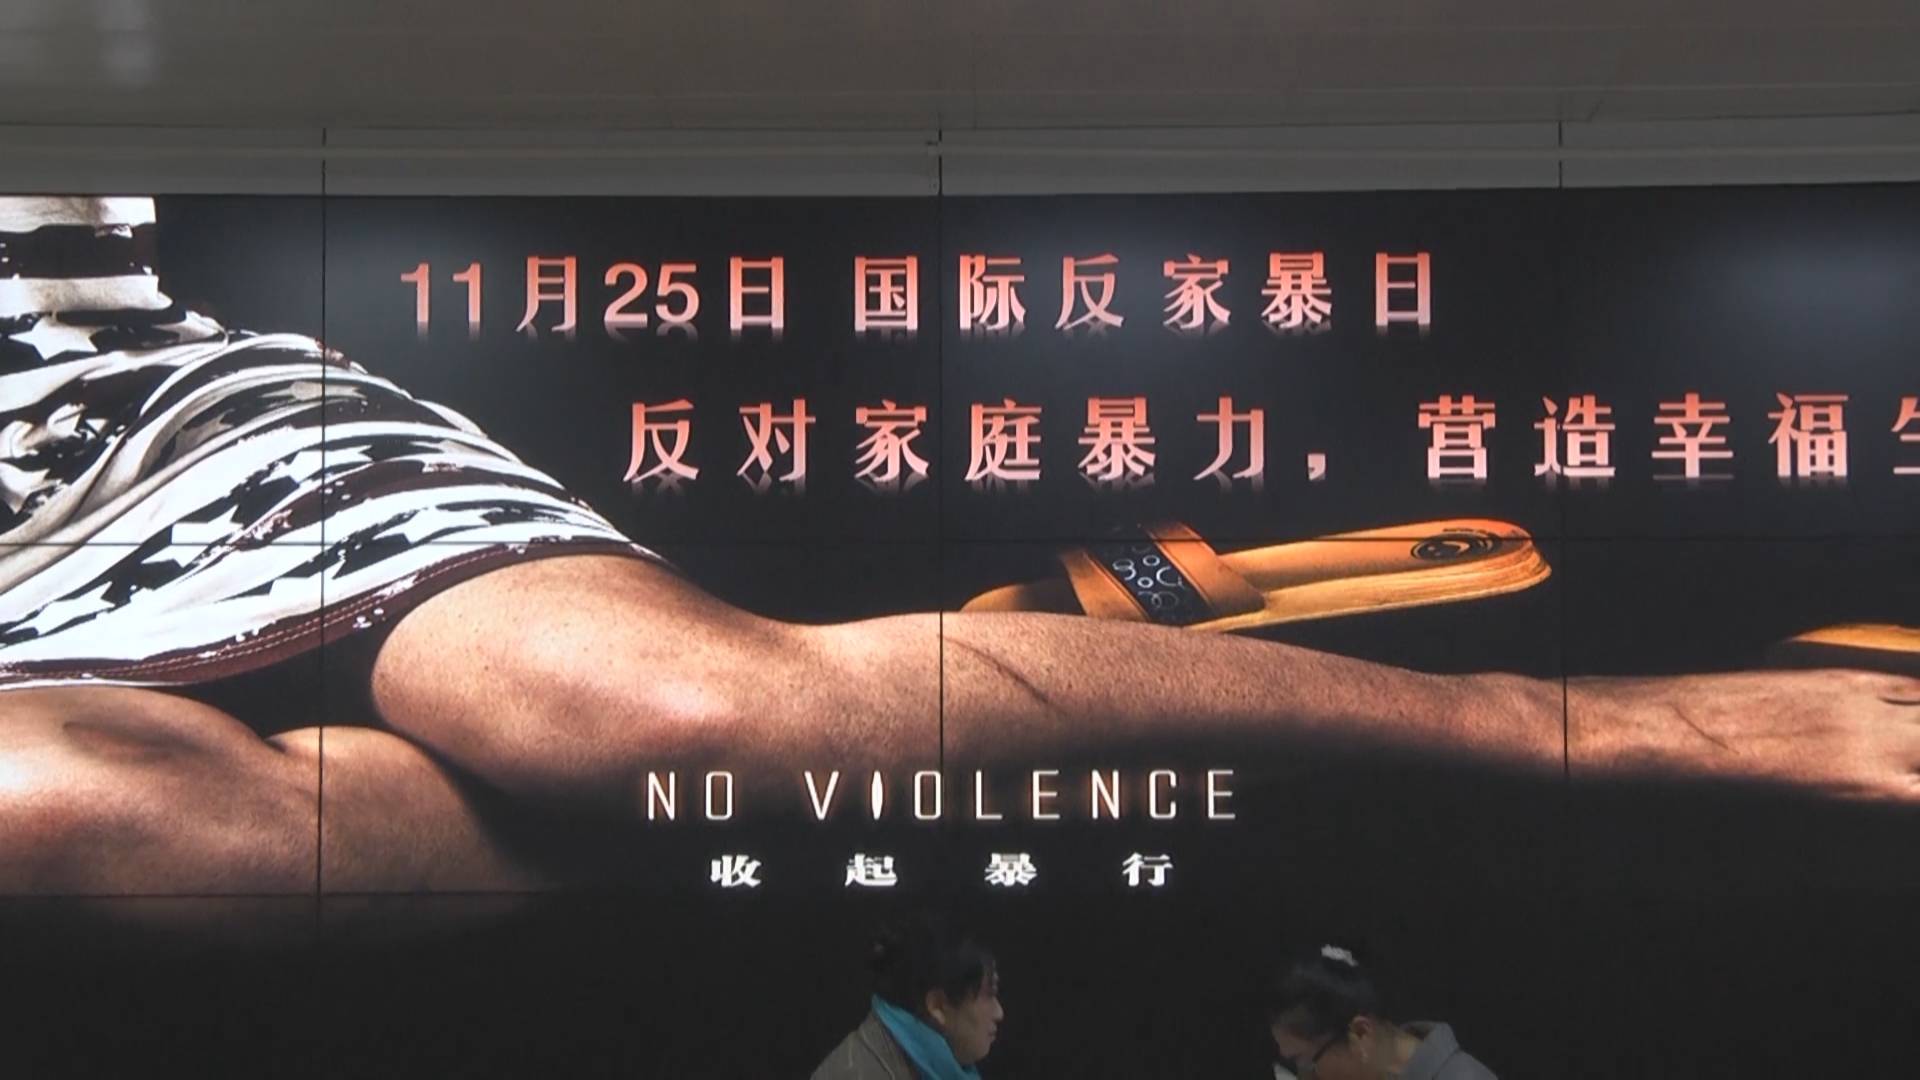 11月25日 国际反家暴日
反对家庭暴力，营造幸福生
NO VIOLENCE
收起暴行